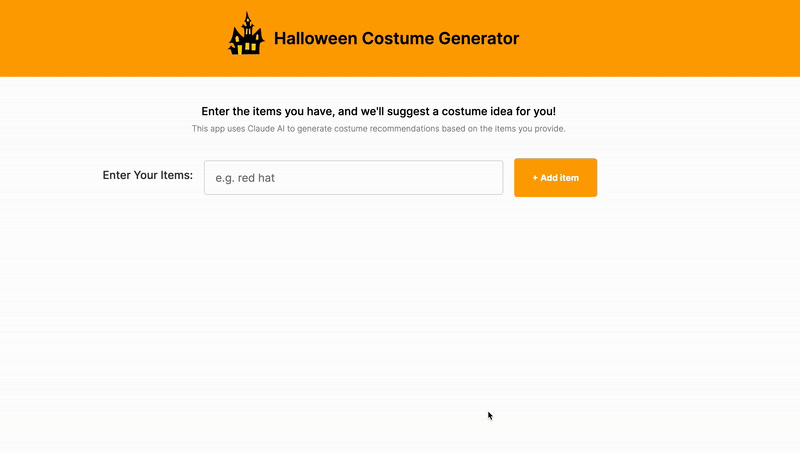 Halloween Costume Generator
Enter the items you have, and we'll suggest a costume idea for you!
This app uses Claude AI to generate costume recommendations based on the items you provide.
Enter Your Items:
e.g. red hat
+ Add item